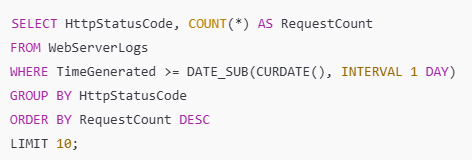 SELECT HttpStatusCode, COUNT(*) AS RequestCount
FROM WebServerLogs
WHERE TimeGenerated >= DATE_SUB(CURDATE(), INTERVAL 1 DAY)
GROUP BY HttpStatusCode
ORDER BY RequestCount DESC
LIMIT 10;